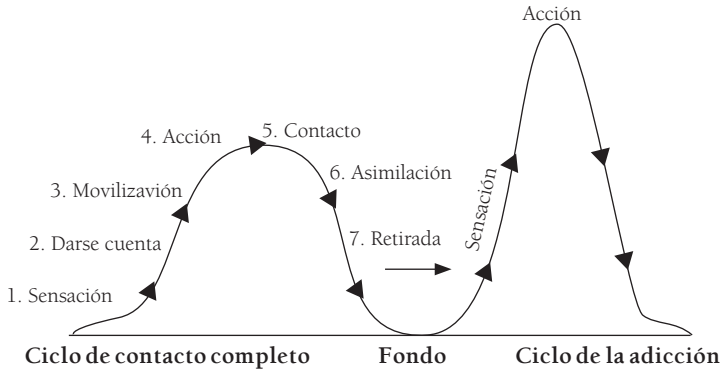 Acción
4. Acción
5. Contacto
6. Asimilación
3. Movilizavión
Sensación
7. Retirada
2. Darse cuenta
1. Sensación
Ciclo de contacto completo
Fondo
Ciclo de la adicción